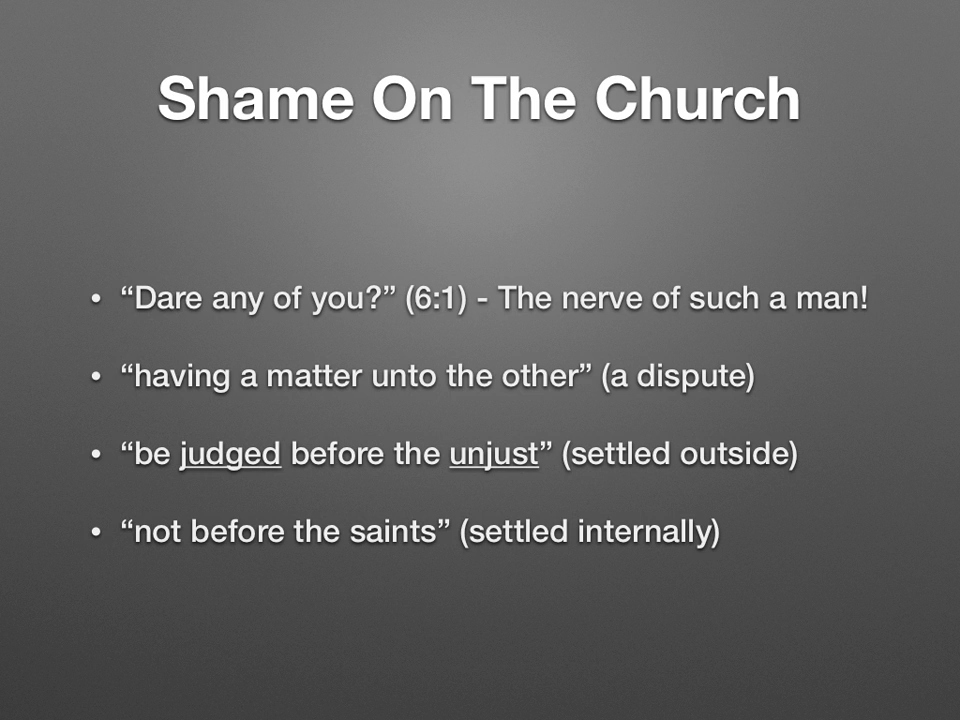 Shame On The Church
• “Dare any of you?” (6:1) - The nerve of such a man!
• “having a matter unto the other” (a dispute)
• “be judged before the unjust” (settled outside)
• “not before the saints” (settled internally)